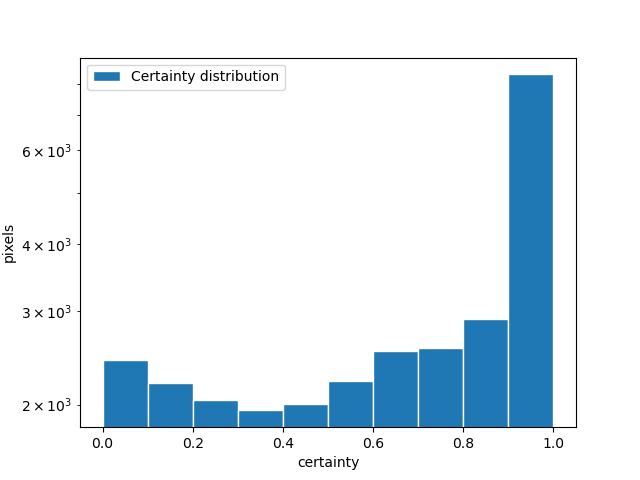 Certainty distribution
6 × 10³
4 × 10³
3 × 10³
2 × 10³
pixels
0.0 0.2 0.4 0.6 0.8 1.0
certainty